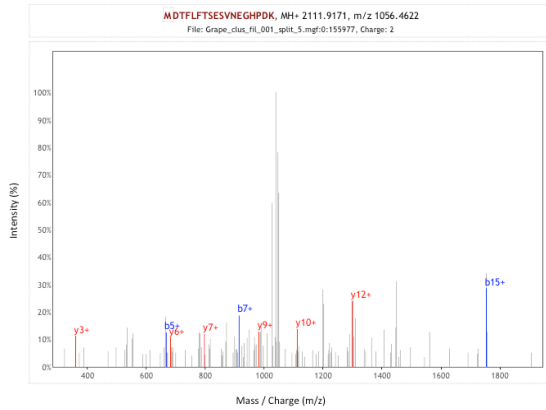 MDTFLFTSESVNEGHPDK, MH+ 2111.9171, m/z 1056.4622
File: Grape_clus_fil_001_split_5.mgf:0:155977, Charge: 2
100%
90%
80%
70%
60%
50%
40%
30%
20%
10%
0%
Intensity (%)
y3+
b5+
y6+
y7+
b7+
y9+
y10+
y12+
b15+
400
600
800
1000
1200
1400
1600
1800
Mass / Charge (m/z)